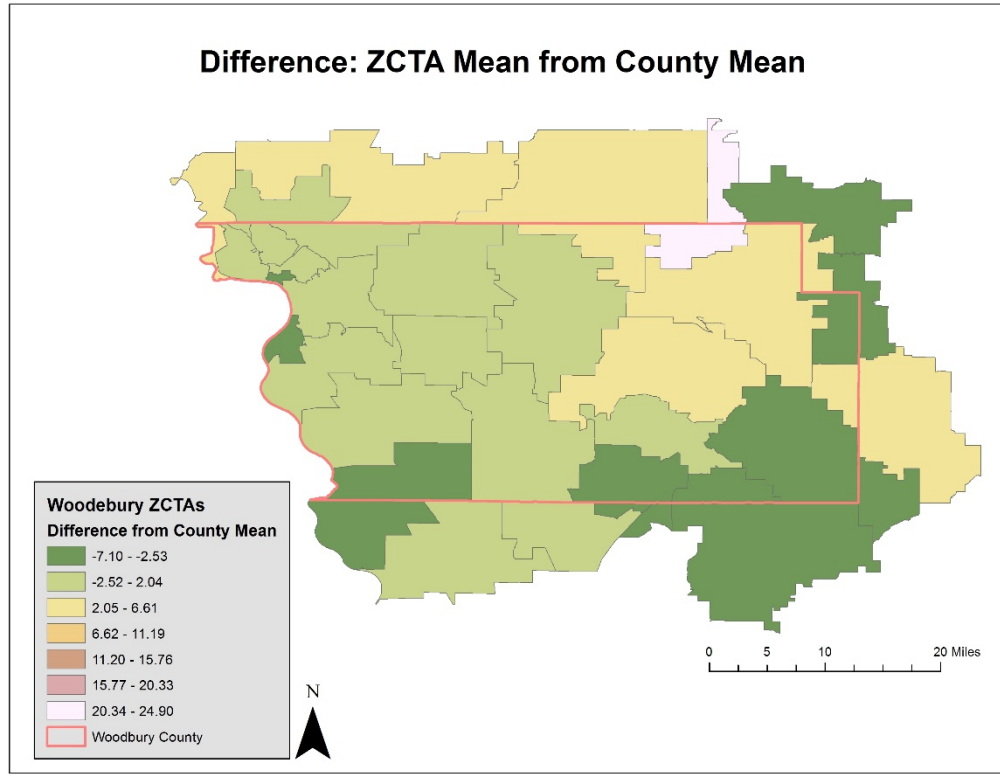 Difference: ZCTA Mean from County Mean
Woodebury ZCTAs
Difference from County Mean
-7.10 - -2.53
-2.52 - 2.04
2.05 - 6.61
6.62 - 11.19
11.20 - 15.76
15.77 - 20.33
20.34 - 24.90
Woodbury County
N
0 5 10 20 Miles